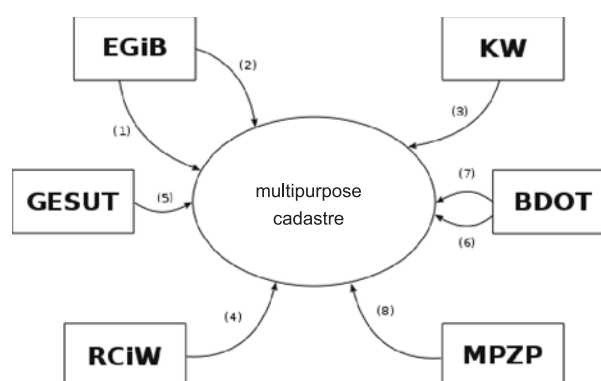 EGiB
KW
(2)
(1)
(3)
multipurpose
cadastre
GESUT
(5)
(7)
BDOT
(6)
(4)
(8)
RCiW
MPZP